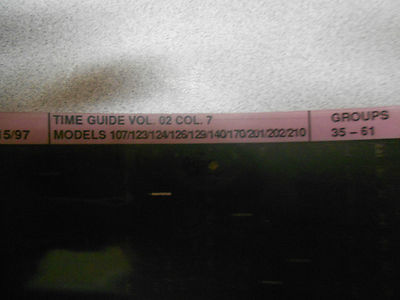 15/97
TIME GUIDE VOL. 02 COL. 7
MODELS 107/123/124/126/129/140/170/201/202/210
GROUPS
35 - 61